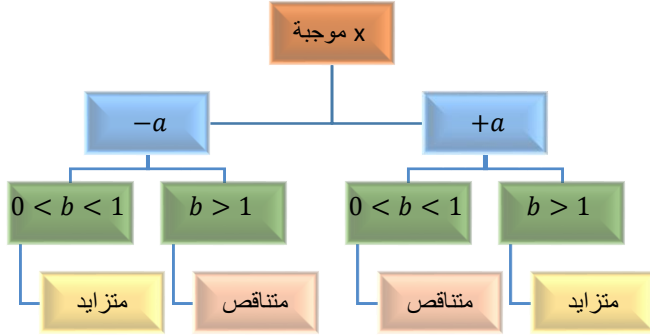 x موجبة
+a
−a
b > 1
0 < b < 1
b > 1
0 < b < 1
متزايد
متناقص
متناقص
متزايد